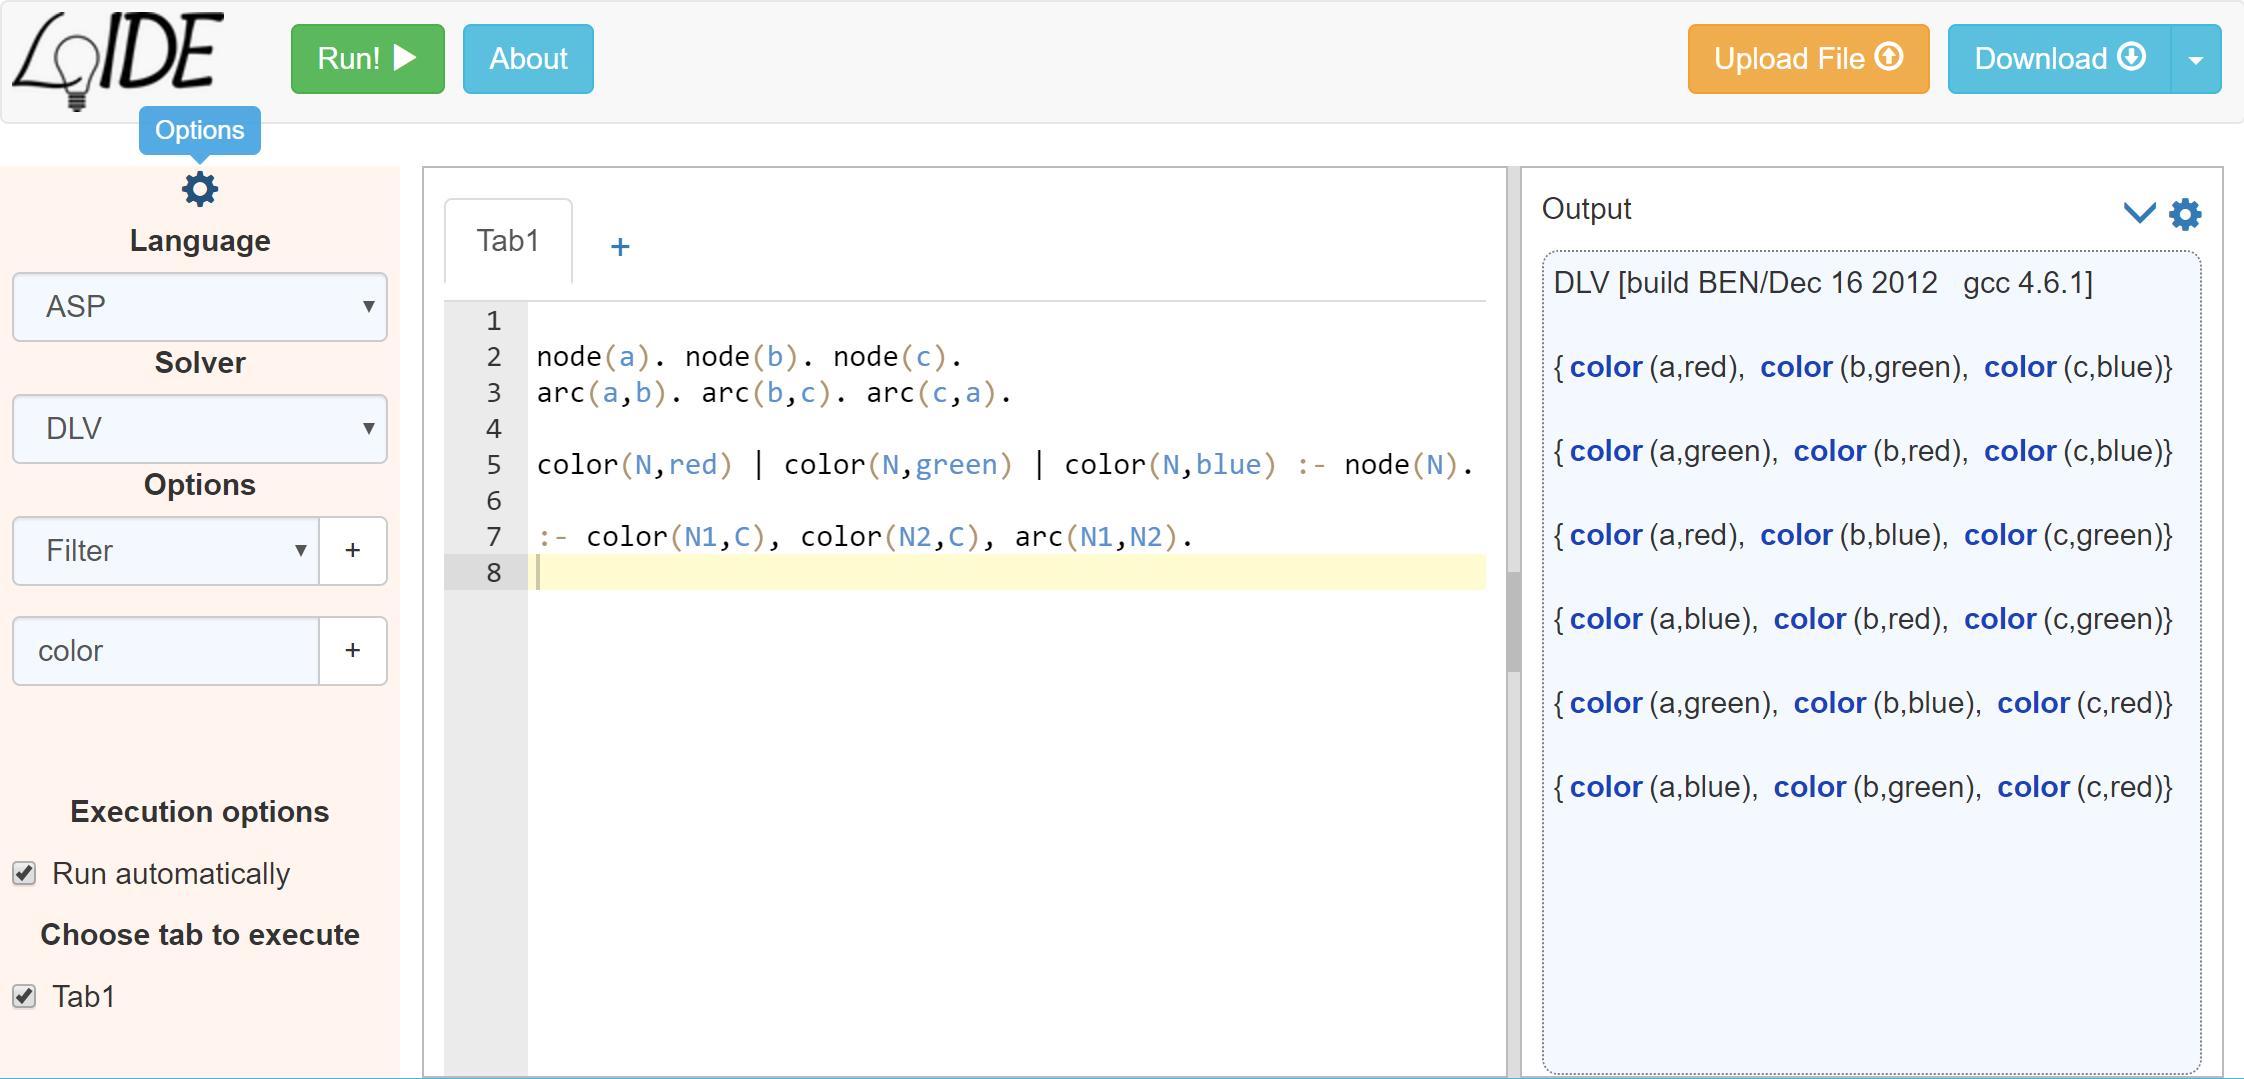 LoIDE
Run!
About
Upload File
Download
Options
Language
ASP
Solver
DLV
Options
Filter
+
color
+
Execution options
Run automatically
Choose tab to execute
Tab1
Tab1
+
1
2 node(a). node(b). node(c).
3 arc(a,b). arc(b,c). arc(c,a).
4
5 color(N,red) | color(N,green) | color(N,blue) :- node(N).
6
7 :- color(N1,C), color(N2,C), arc(N1,N2).
8
Output
DLV [build BEN/Dec 16 2012 gcc 4.6.1]
{color(a,red), color(b,green), color(c,blue)}
{color(a,green), color(b,red), color(c,blue)}
{color(a,red), color(b,blue), color(c,green)}
{color(a,blue), color(b,red), color(c,green)}
{color(a,green), color(b,blue), color(c,red)}
{color(a,blue), color(b,green), color(c,red)}